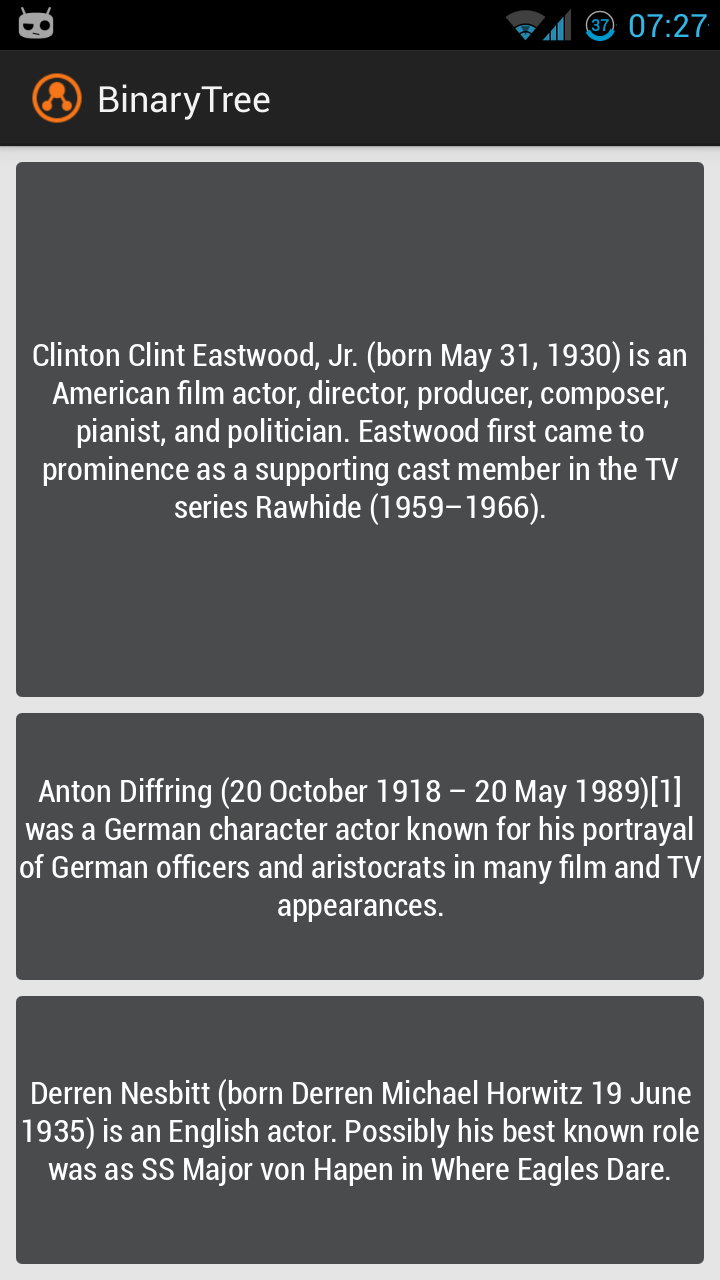 37 07:27
BinaryTree
Clinton Clint Eastwood, Jr. (born May 31, 1930) is an
American film actor, director, producer, composer,
pianist, and politician. Eastwood first came to
prominence as a supporting cast member in the TV
series Rawhide (1959–1966).
Anton Diffring (20 October 1918 – 20 May 1989)[1]
was a German character actor known for his portrayal
of German officers and aristocrats in many film and TV
appearances.
Derren Nesbitt (born Derren Michael Horwitz 19 June
1935) is an English actor. Possibly his best known role
was as SS Major von Hapen in Where Eagles Dare.